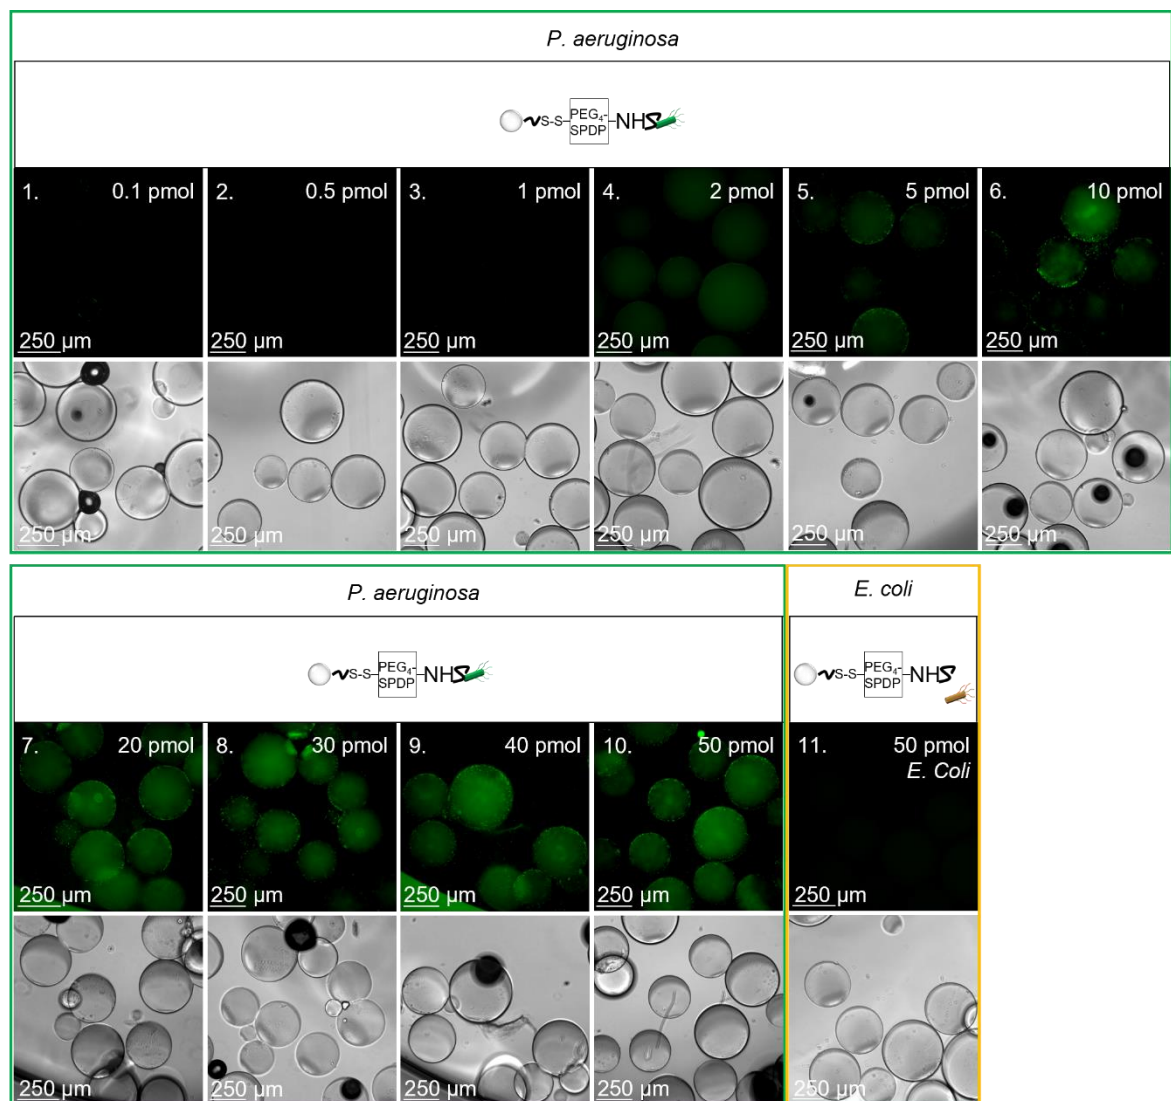 P. aeruginosa
S-S PEG₄-SPDP NHS
1. 0.1 pmol
2. 0.5 pmol
3. 1 pmol
4. 2 pmol
5. 5 pmol
6. 10 pmol
250 µm
250 µm
250 µm
250 µm
250 µm
250 µm
250 µm
250 µm
250 µm
250 µm
250 µm
250 µm
P. aeruginosa
E. coli
S-S PEG₄-SPDP NHS
S-S PEG₄-SPDP NHS
7. 20 pmol
8. 30 pmol
9. 40 pmol
10. 50 pmol
11. 50 pmol
E. Coli
250 µm
250 µm
250 µm
250 µm
250 µm
250 µm
250 µm
250 µm
250 µm
250 µm